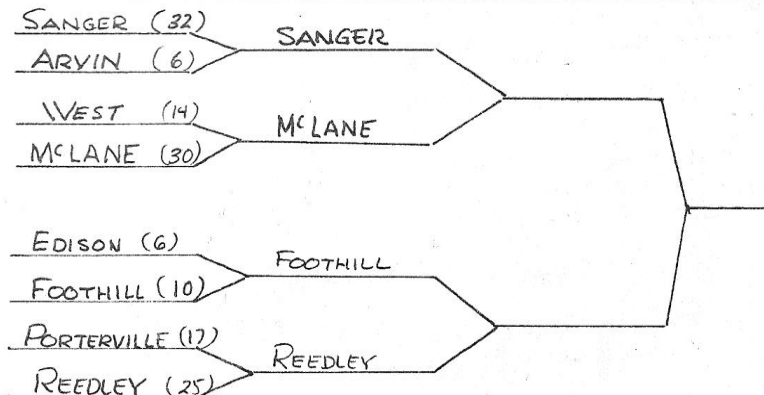 SANGER (32)
ARVIN (6)
WEST (14)
McLANE (30)
EDISON (6)
FOOTHILL (10)
PORTERVILLE (17)
REEDLEY (25)
SANGER
McLANE
FOOTHILL
REEDLEY